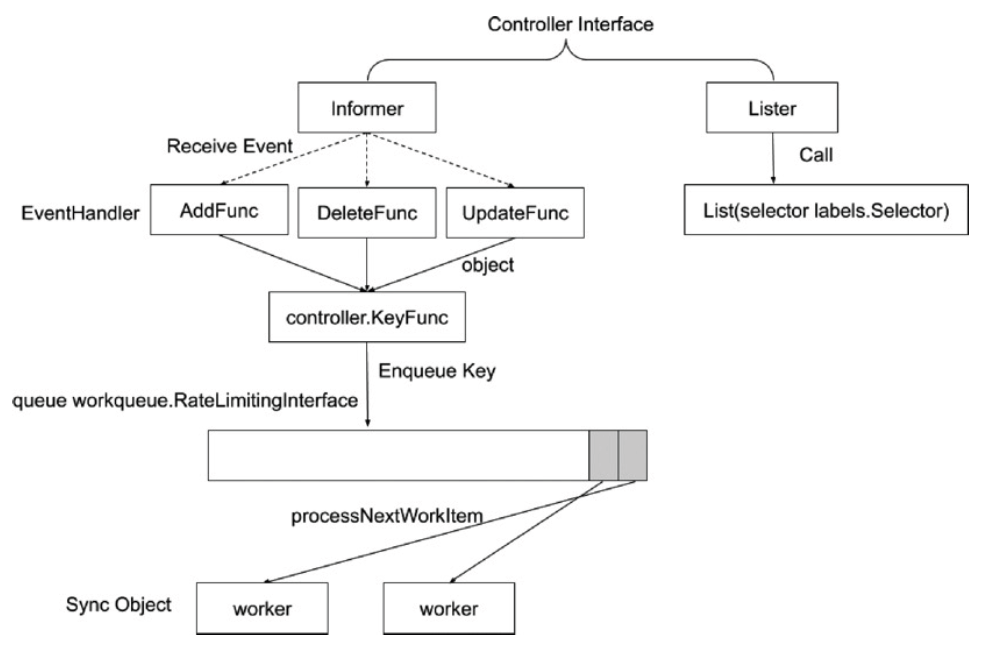 Controller Interface
Informer
Lister
Receive Event
Call
EventHandler
AddFunc
DeleteFunc
UpdateFunc
List(selector labels.Selector)
object
controller.KeyFunc
Enqueue Key
queue workqueue.RateLimitingInterface
processNextWorkItem
Sync Object
worker
worker